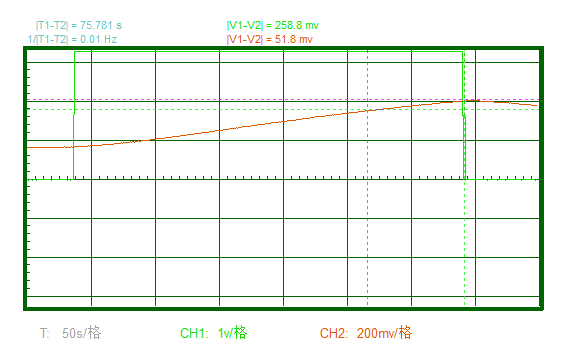 |T1-T2| = 75.781 s |V1-V2| = 258.8 mv
1/|T1-T2| = 0.01 Hz |V1-V2| = 51.8 mv
T: 50s/格 CH1: 1v/格 CH2: 200mv/格